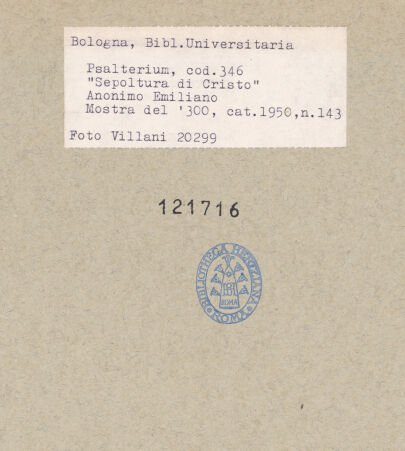 Bologna, Bibl.Universitaria
Psalterium, cod.346
"Sepoltura di Cristo"
Anonimo Emiliano
Mostra del '300, cat.1950,n.143
Foto Villani 20299
121716
BIBLIOTHECA HERTZIANA
ROMA
ROMA